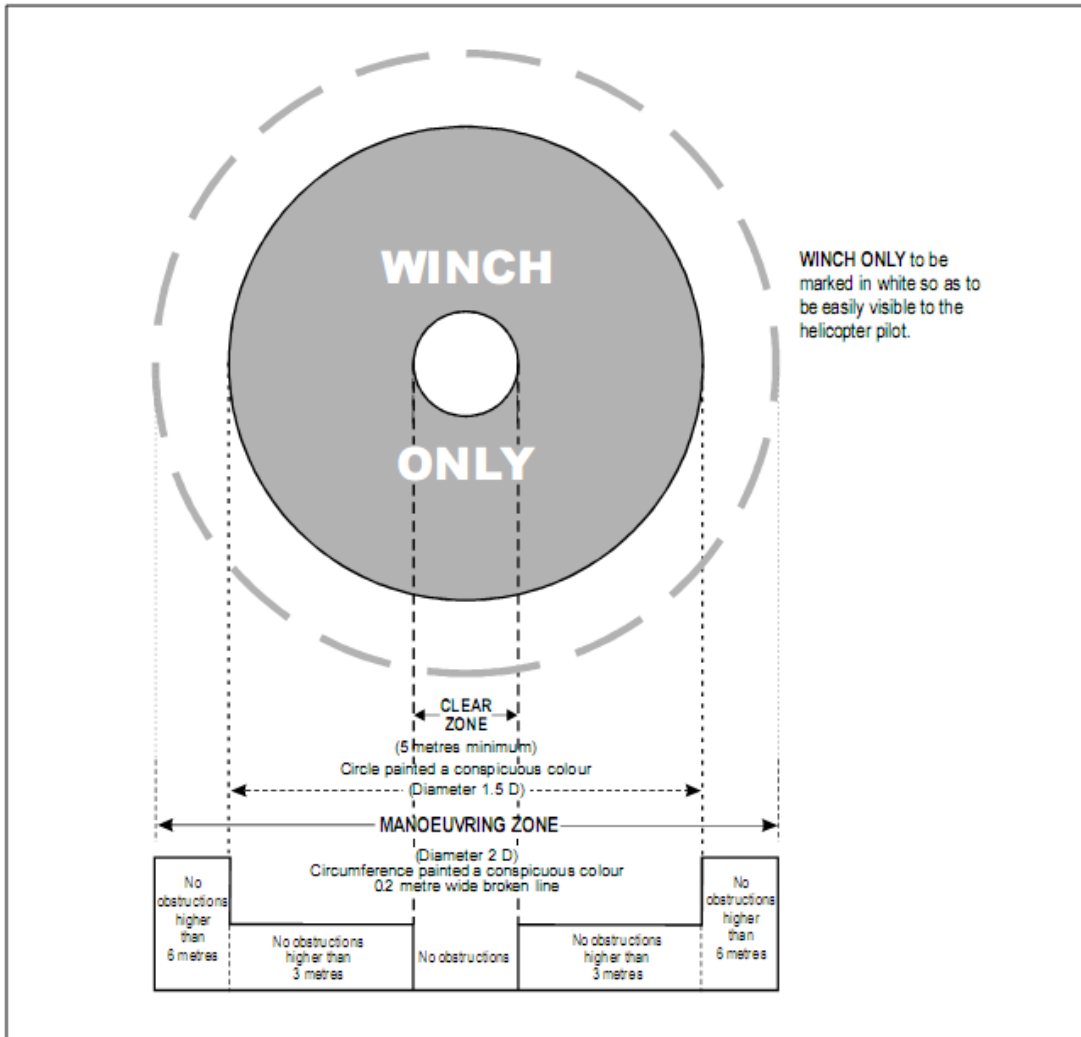 WINCH
ONLY
WINCH ONLY to be
marked in white so as to
be easily visible to the
helicopter pilot.
CLEAR
ZONE
(5 metres minimum)
Circle painted a conspicuous colour
(Diameter 1.5 D)
MANOEUVRING ZONE
(Diameter 2 D)
Circumference painted a conspicuous colour
0.2 metre wide broken line
No
obstructions
higher
than
6 metres
No obstructions
higher than
3 metres
No obstructions
No obstructions
higher than
3 metres
No
obstructions
higher
than
6 metres